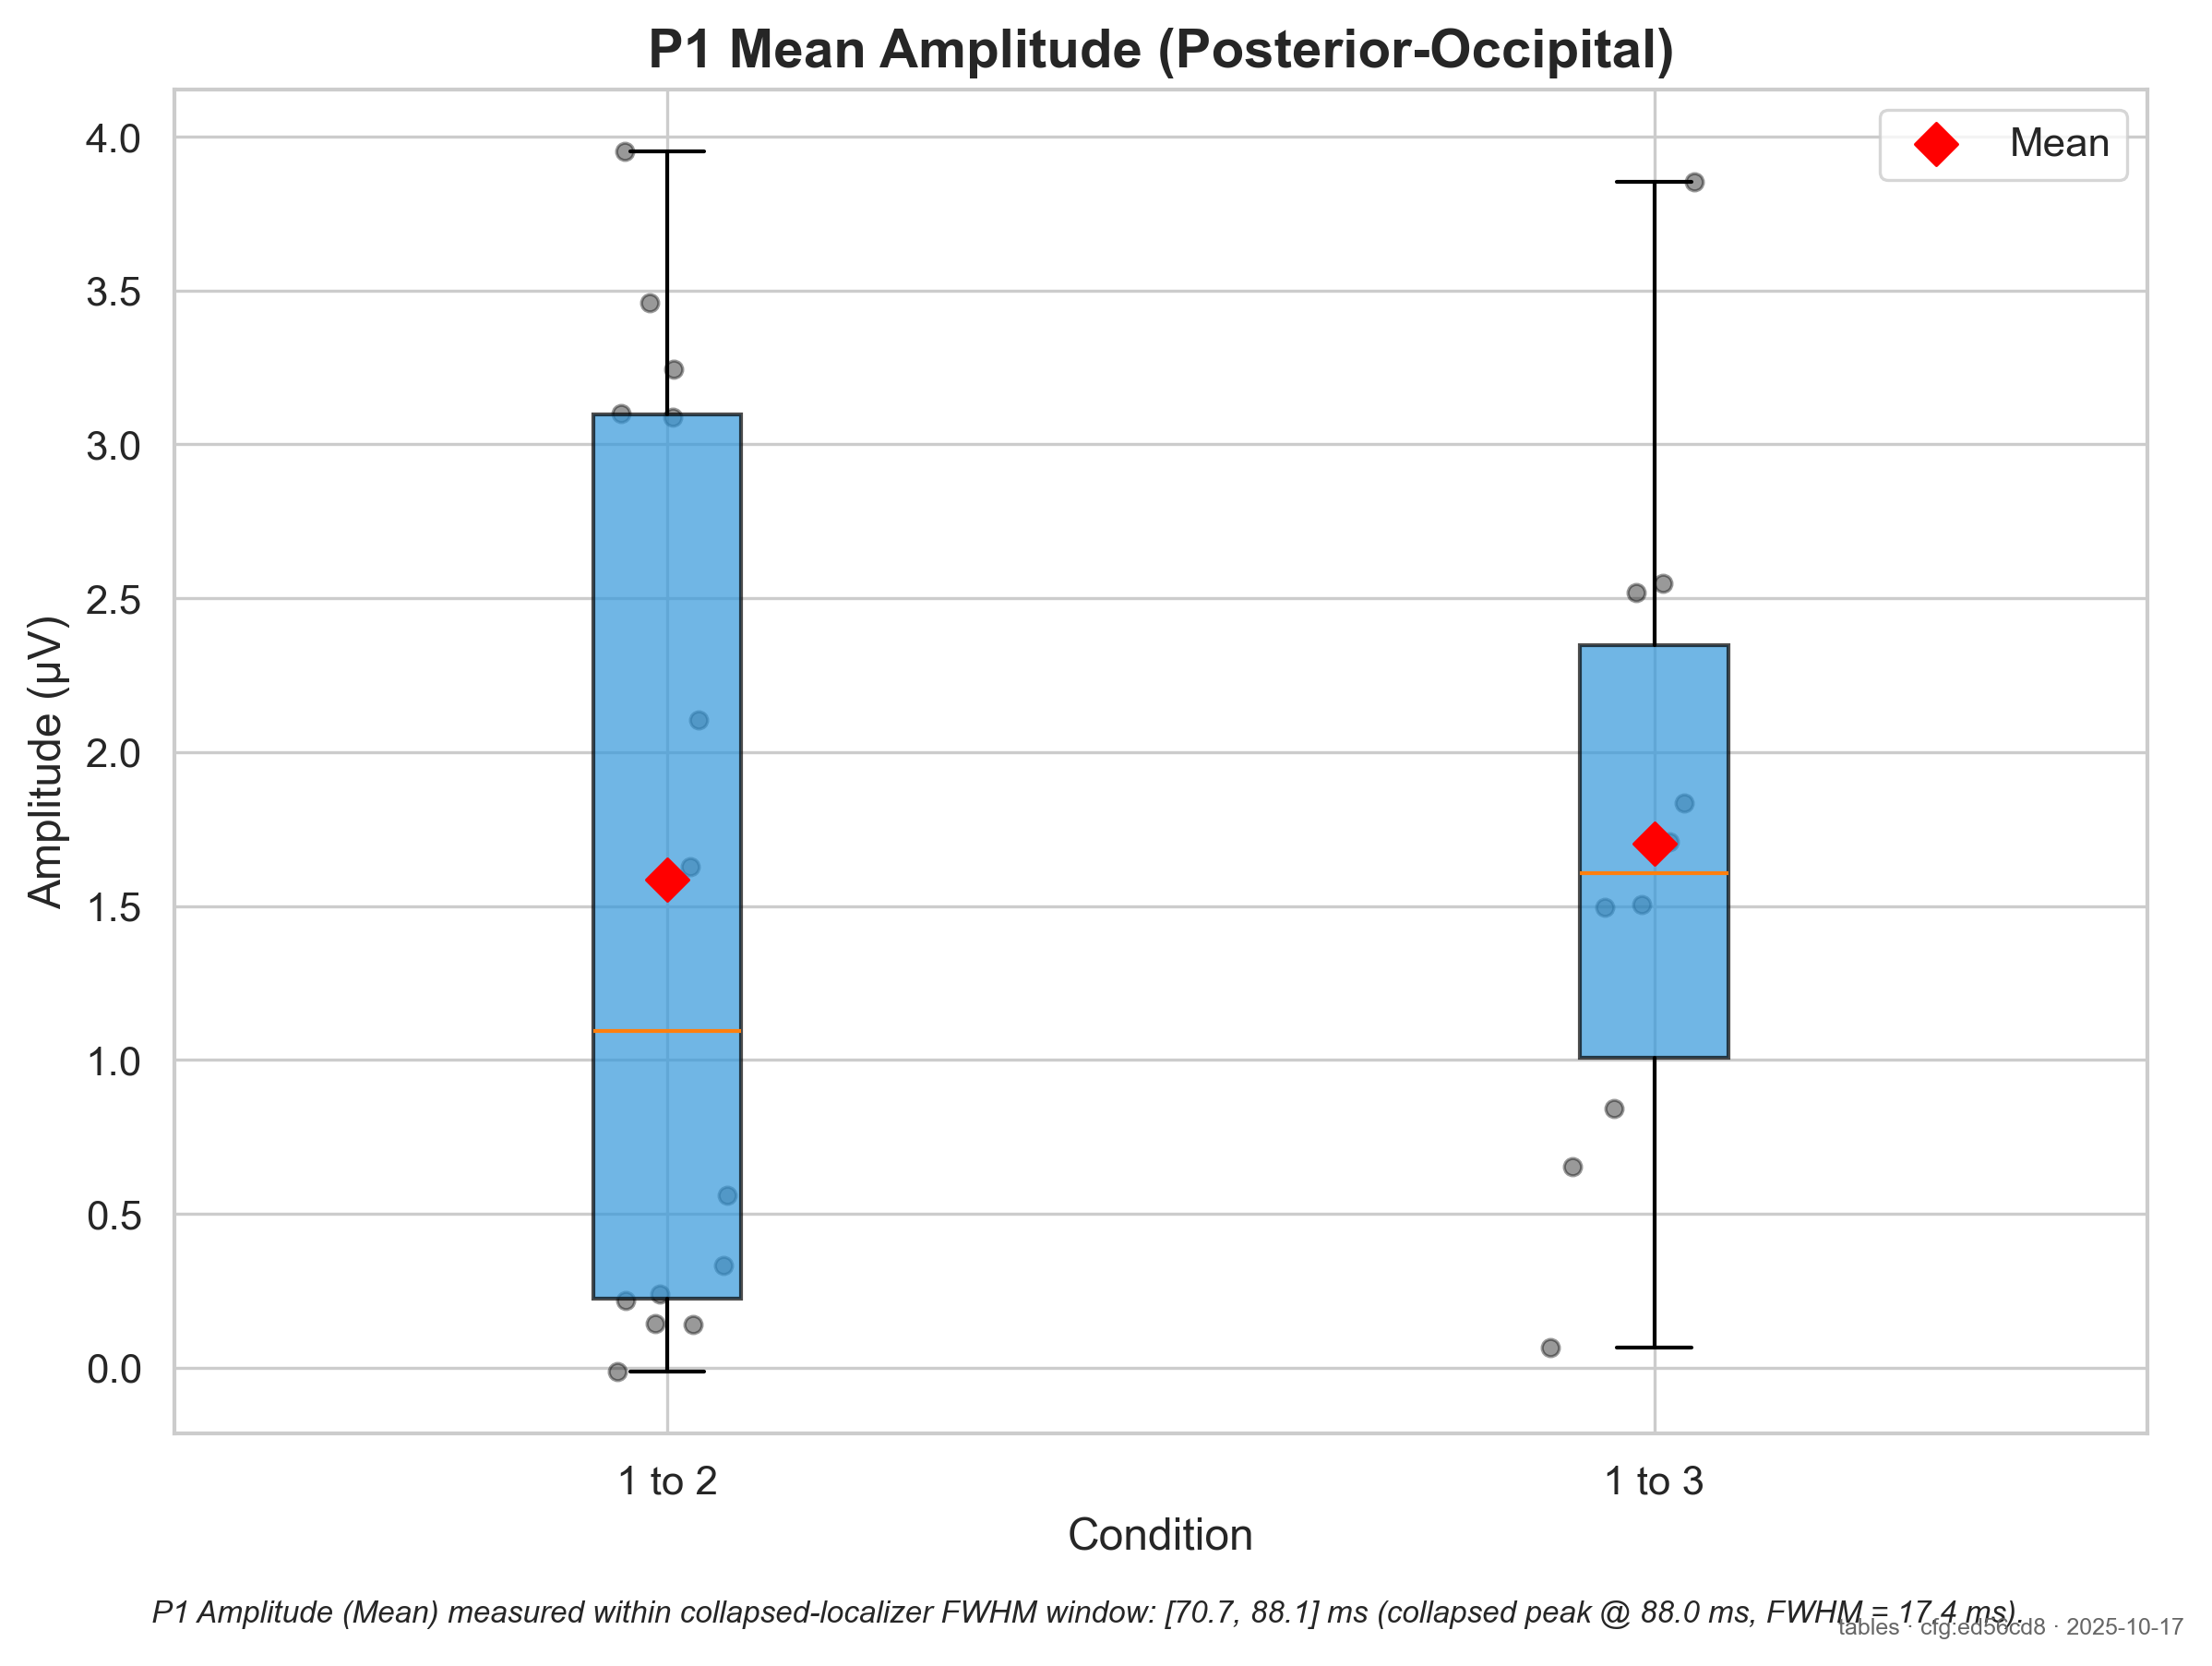 P1 Mean Amplitude (Posterior-Occipital)
Mean
4.0
3.5
3.0
2.5
2.0
1.5
1.0
0.5
0.0
Amplitude (µV)
1 to 2
1 to 3
Condition
P1 Amplitude (Mean) measured within collapsed-localizer FWHM window: [70.7, 88.1] ms (collapsed peak @ 88.0 ms, FWHM = 17.4 ms).
tables · cfg:ed56cd8 · 2025-10-17